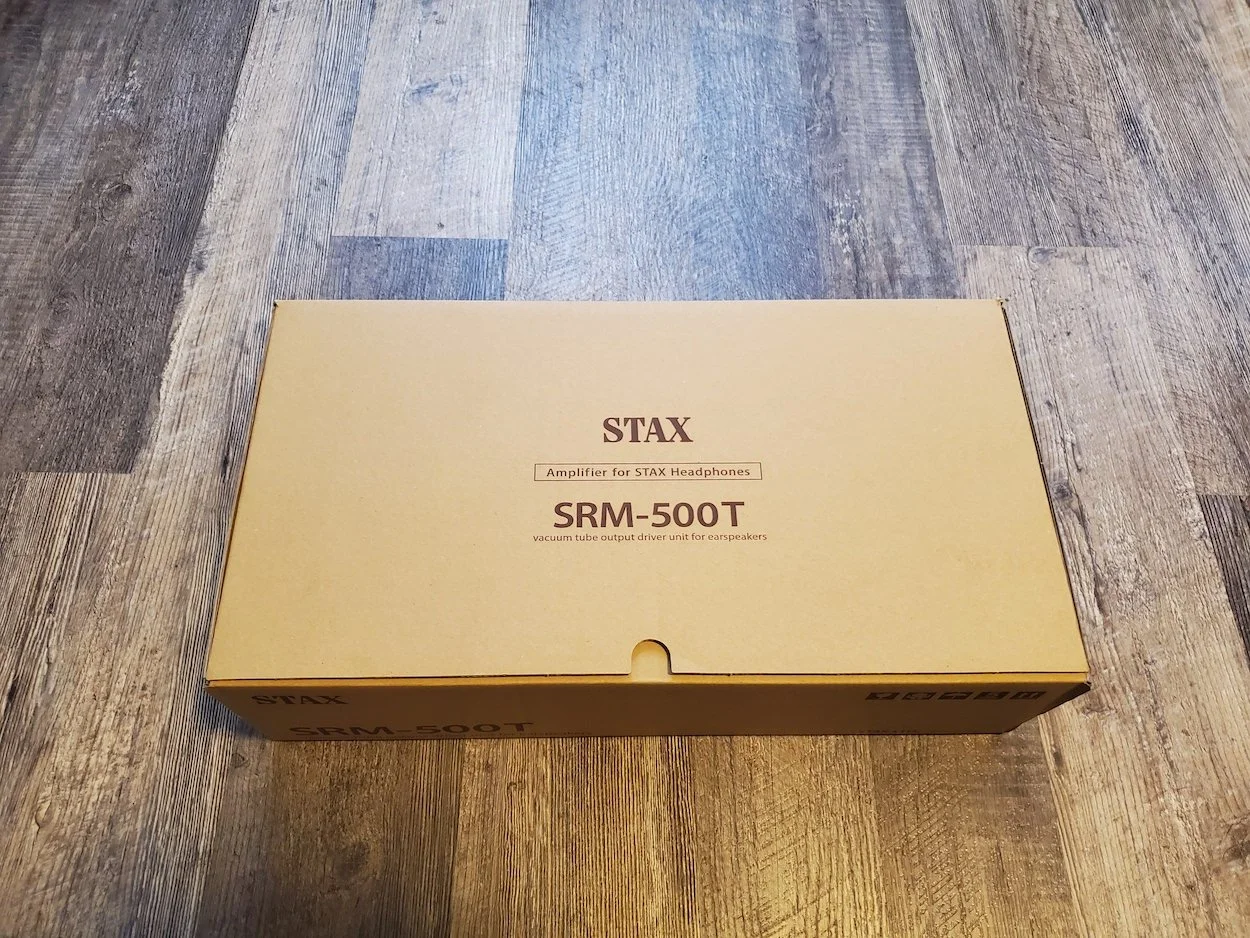 STAX
Amplifier for STAX Headphones
SRM-500T
vacuum tube output driver unit for earspeakers
STAX
SRM-500T